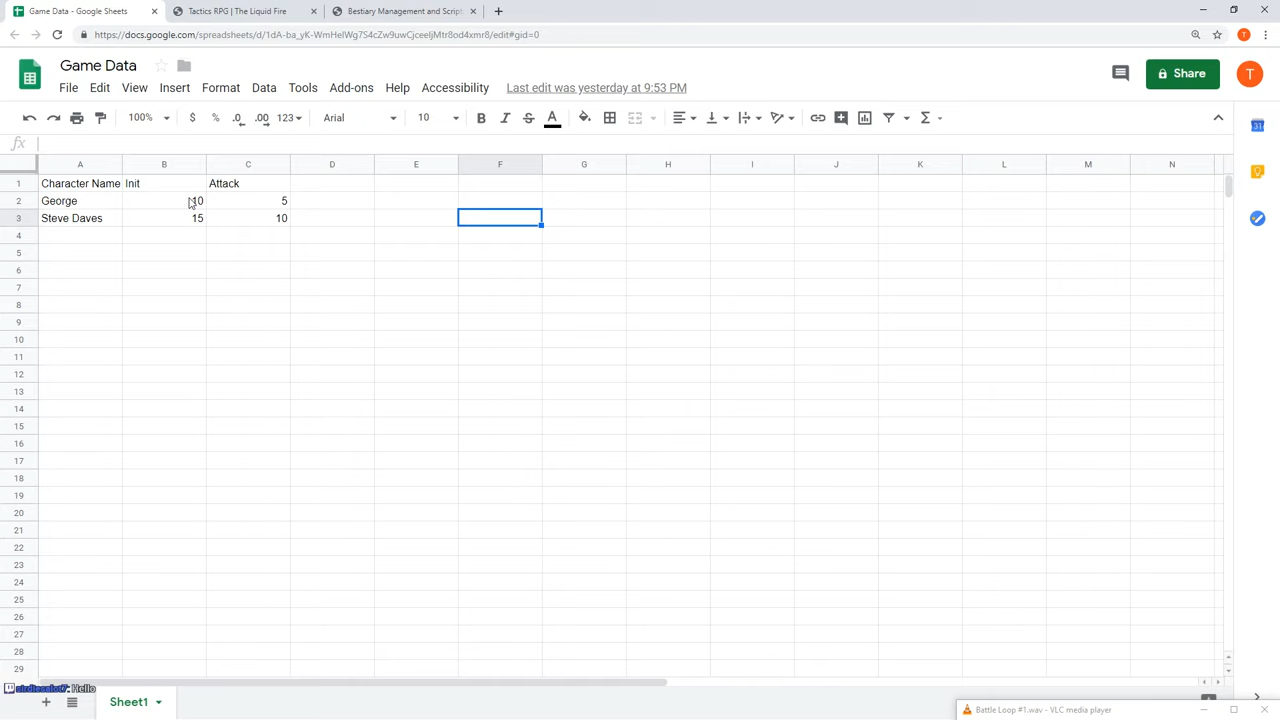 Game Data - Google Sheets
Tactics RPG | The Liquid Fire
Bestiary Management and Script
https://docs.google.com/spreadsheets/d/1dA-ba_yK-WmHelWg7S4cZw9uwCjceeljMtr8od4xmr8/edit#gid=0
Game Data
File Edit View Insert Format Data Tools Add-ons Help Accessibility Last edit was yesterday at 9:53 PM
Share
T
T
100% $ % .0 .00 123 Arial 10 B I S A
fx
A B C D E F G H I J K L M N
1 Character Name Init Attack
2 George 10 5
3 Steve Daves 15 10
4
5
6
7
8
9
10
11
12
13
14
15
16
17
18
19
20
21
22
23
24
25
26
27
28
29
Hello
Sheet1
Battle Loop #1.wav - VLC media player
31